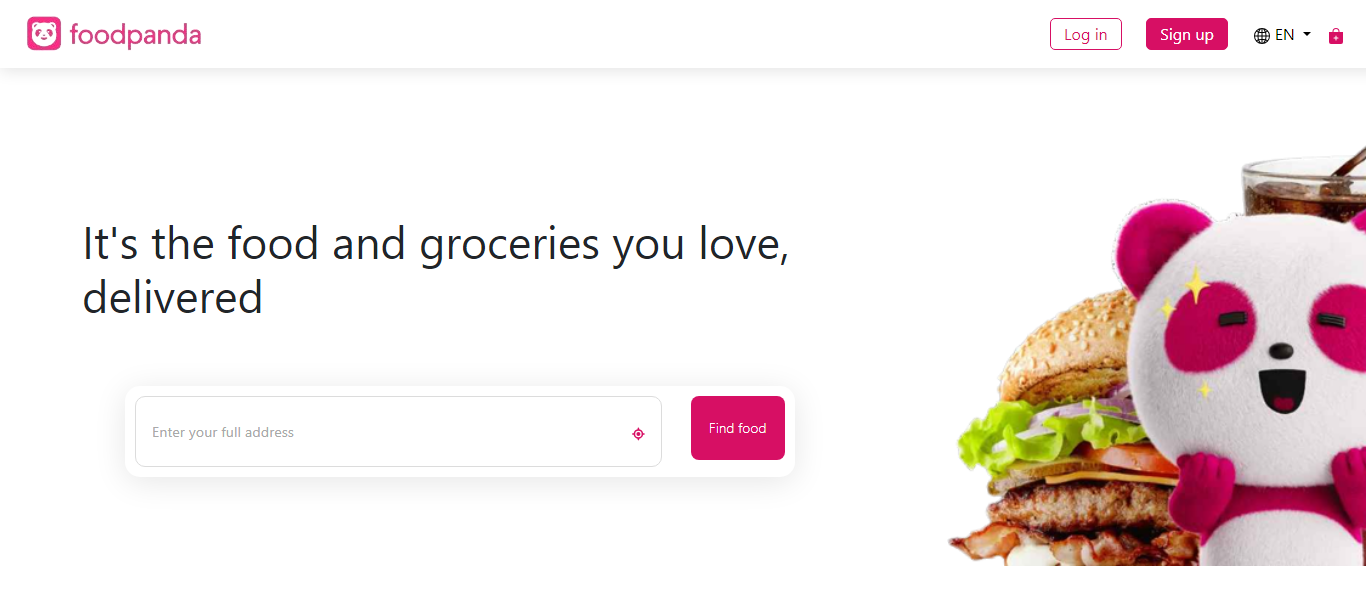 foodpanda
Log in
Sign up
EN
It's the food and groceries you love,
delivered
Enter your full address
Find food